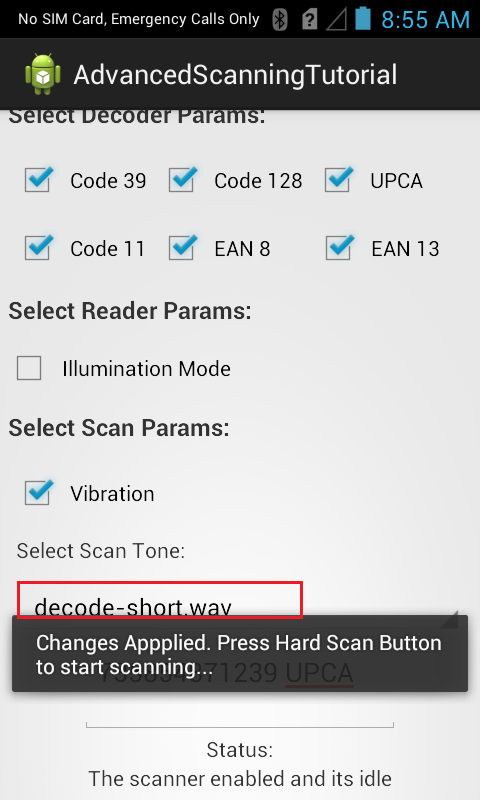 No SIM Card, Emergency Calls Only
8:55 AM
AdvancedScanningTutorial
Select Decoder Params:
Code 39
Code 128
UPCA
Code 11
EAN 8
EAN 13
Select Reader Params:
Illumination Mode
Select Scan Params:
Vibration
Select Scan Tone:
decode-short.wav
Changes Appplied. Press Hard Scan Button
to start scanning...
1239 UPCA
Status:
The scanner enabled and its idle